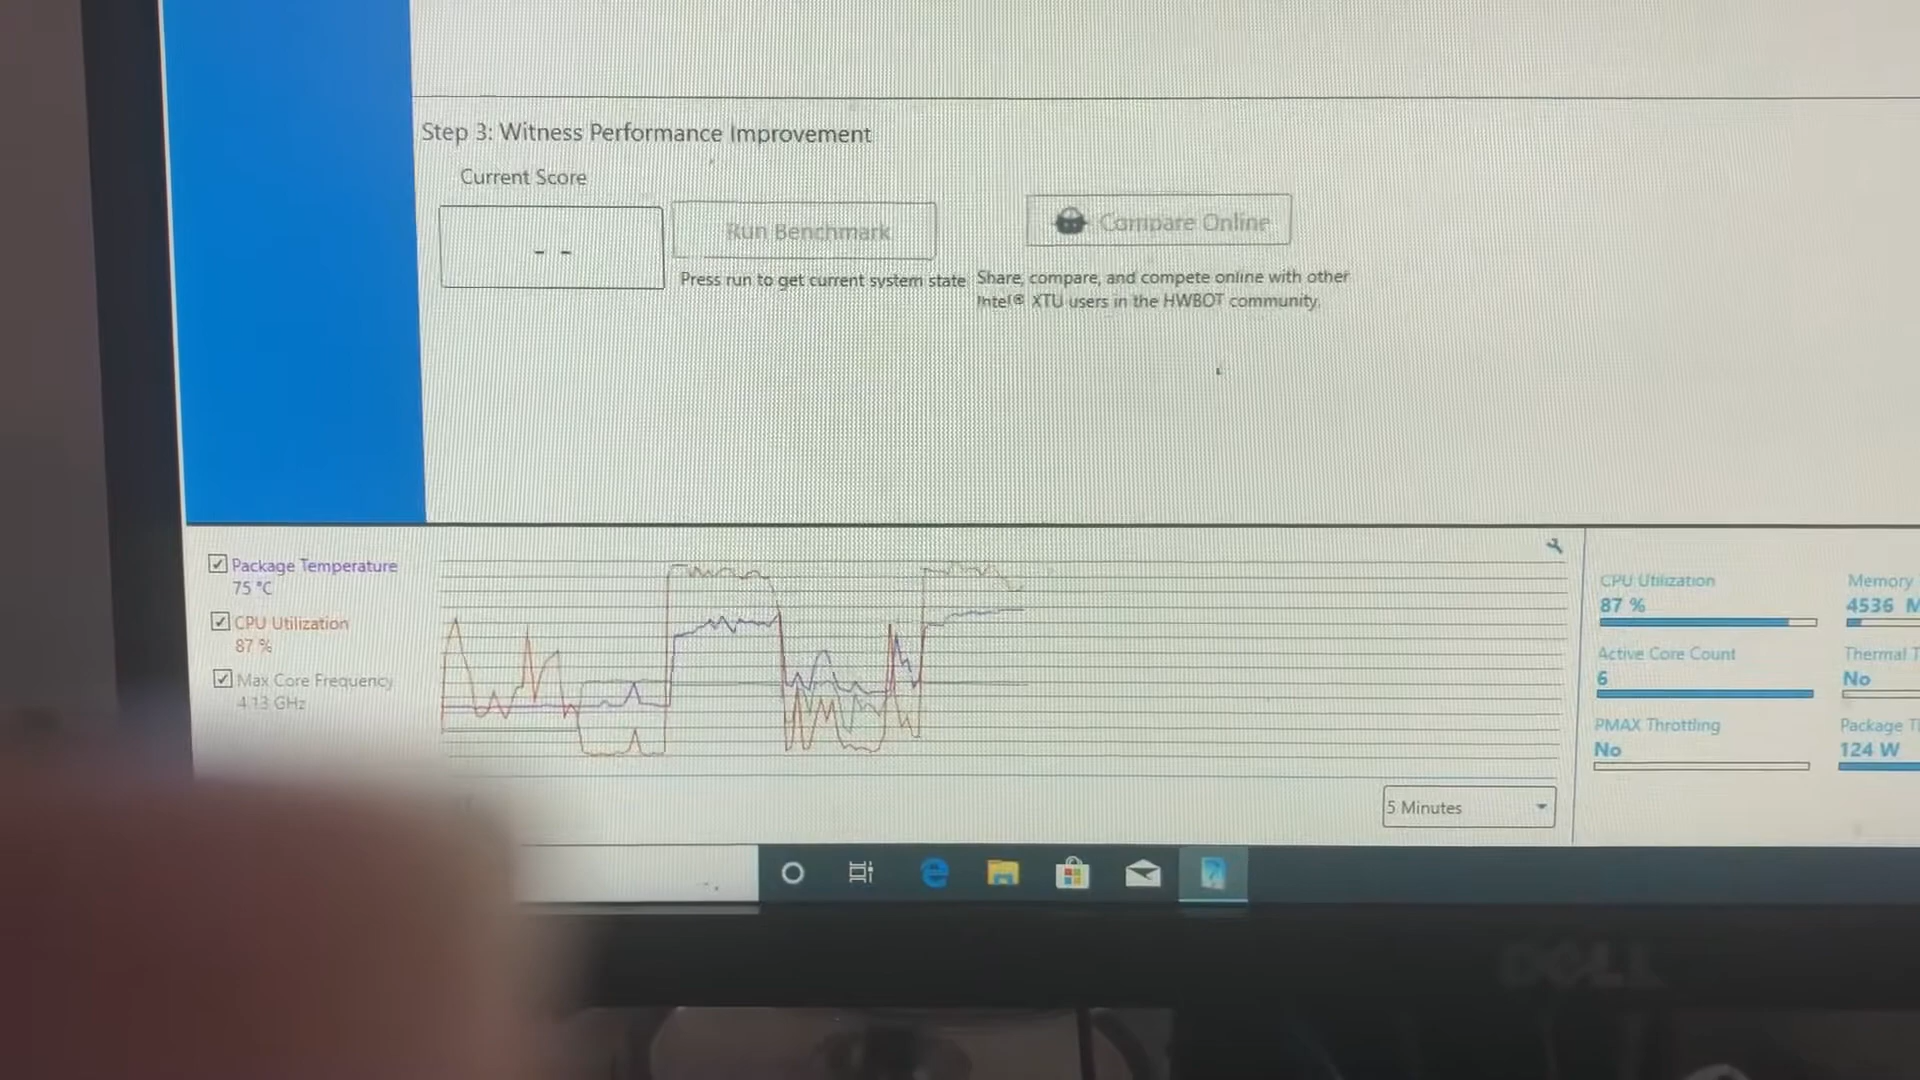 Step 3: Witness Performance Improvement
Current Score
- -
Run Benchmark
Compare Online
Press run to get current system state
Share, compare, and compete online with other
Intel® XTU users in the HWBOT community.
Package Temperature
75 °C
CPU Utilization
87 %
Max Core Frequency
4.13 GHz
5 Minutes
CPU Utilization
87 %
Memory
4536 M
Active Core Count
6
Thermal T
No
PMAX Throttling
No
Package T
124 W
DELL